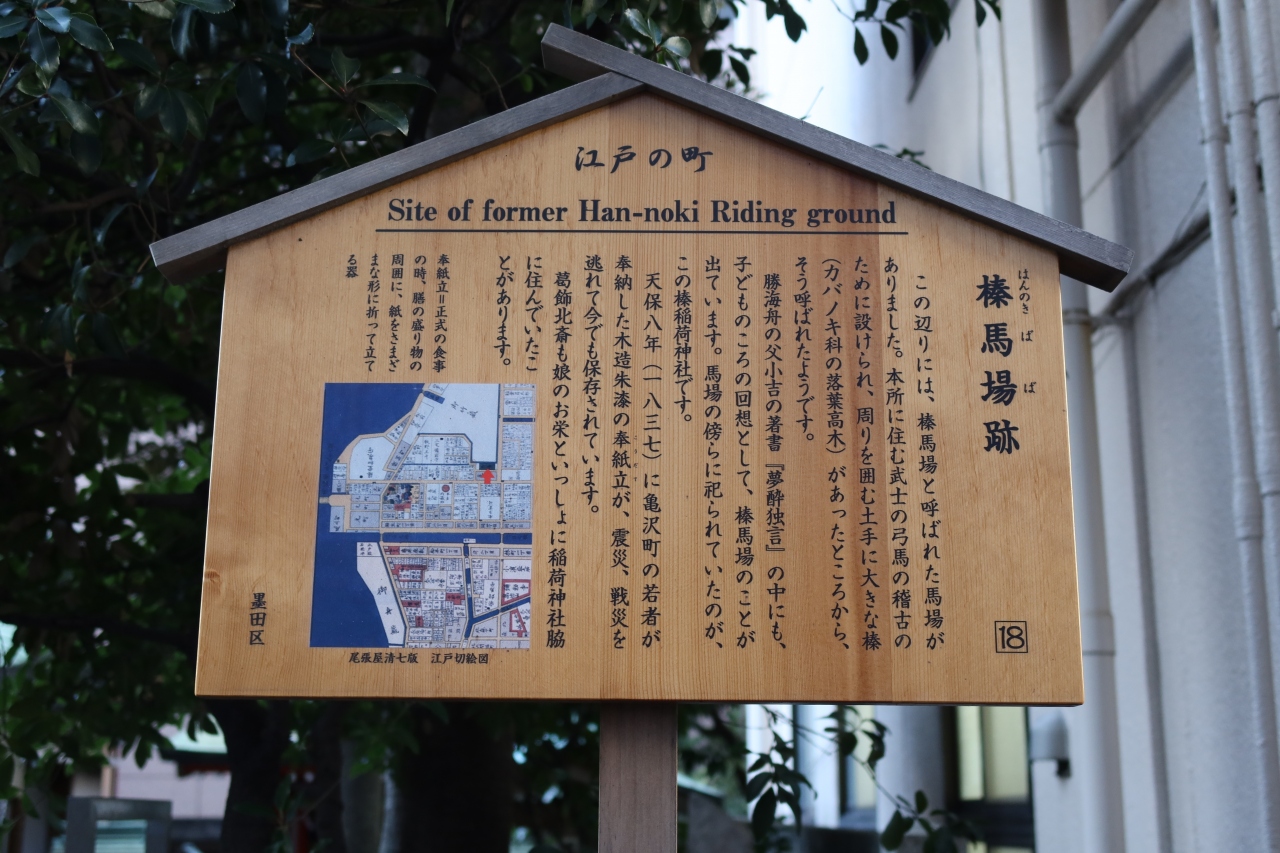 江戸の町
Site of former Han-noki Riding ground
榛馬場跡
はんのき ば ば
この辺りには、榛馬場と呼ばれた馬場が
ありました。本所に住む武士の弓馬の稽古の
ために設けられ、周りを囲む土手に大きな榛
(カバノキ科の落葉高木)があったところから、
そう呼ばれたようです。
勝海舟の父小吉の著書『夢酔独言』の中にも、
子どものころの回想として、榛馬場のことが
出ています。馬場の傍らに祀られていたのが、
この榛稲荷神社です。
天保八年(一八三七)に亀沢町の若者が
奉納した木造朱漆の奉紙立が、震災、戦災を
逃れて今でも保存されています。
葛飾北斎も娘のお栄といっしょに稲荷神社脇
に住んでいたこ
とがあります。
奉紙立=正式の食事
の時、膳の盛り物の
周囲に、紙をさまざ
まな形に折って立て
る器
尾張屋清七版 江戸切絵図
墨田区
18